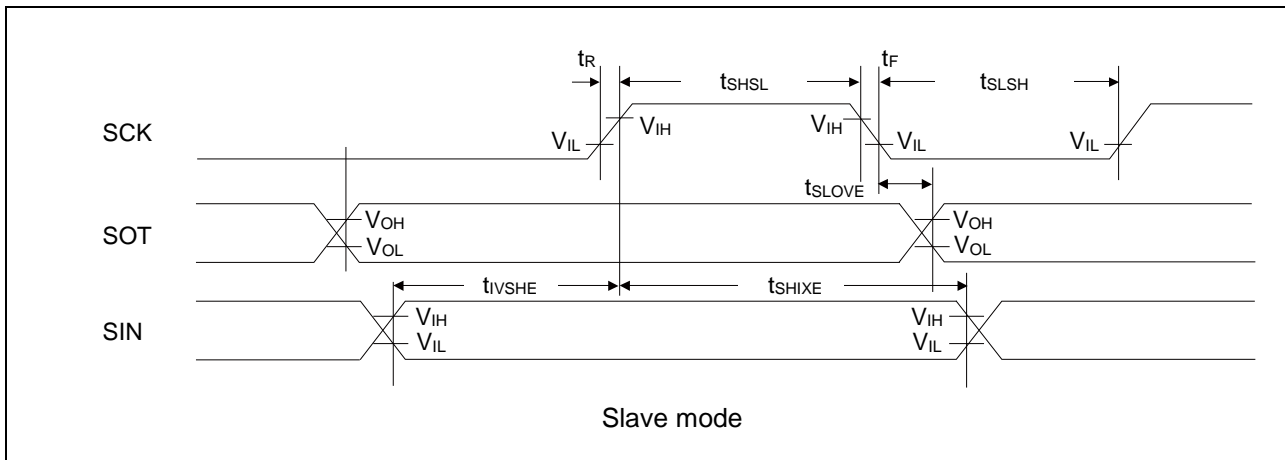 tR
tSHSL
tF
tSLSH
SCK
VIH
VIL
VIH
VIL
VIL
tSLOVE
SOT
VOH
VOL
VOH
VOL
tIVSHE
tSHIXE
SIN
VIH
VIL
VIH
VIL
Slave mode